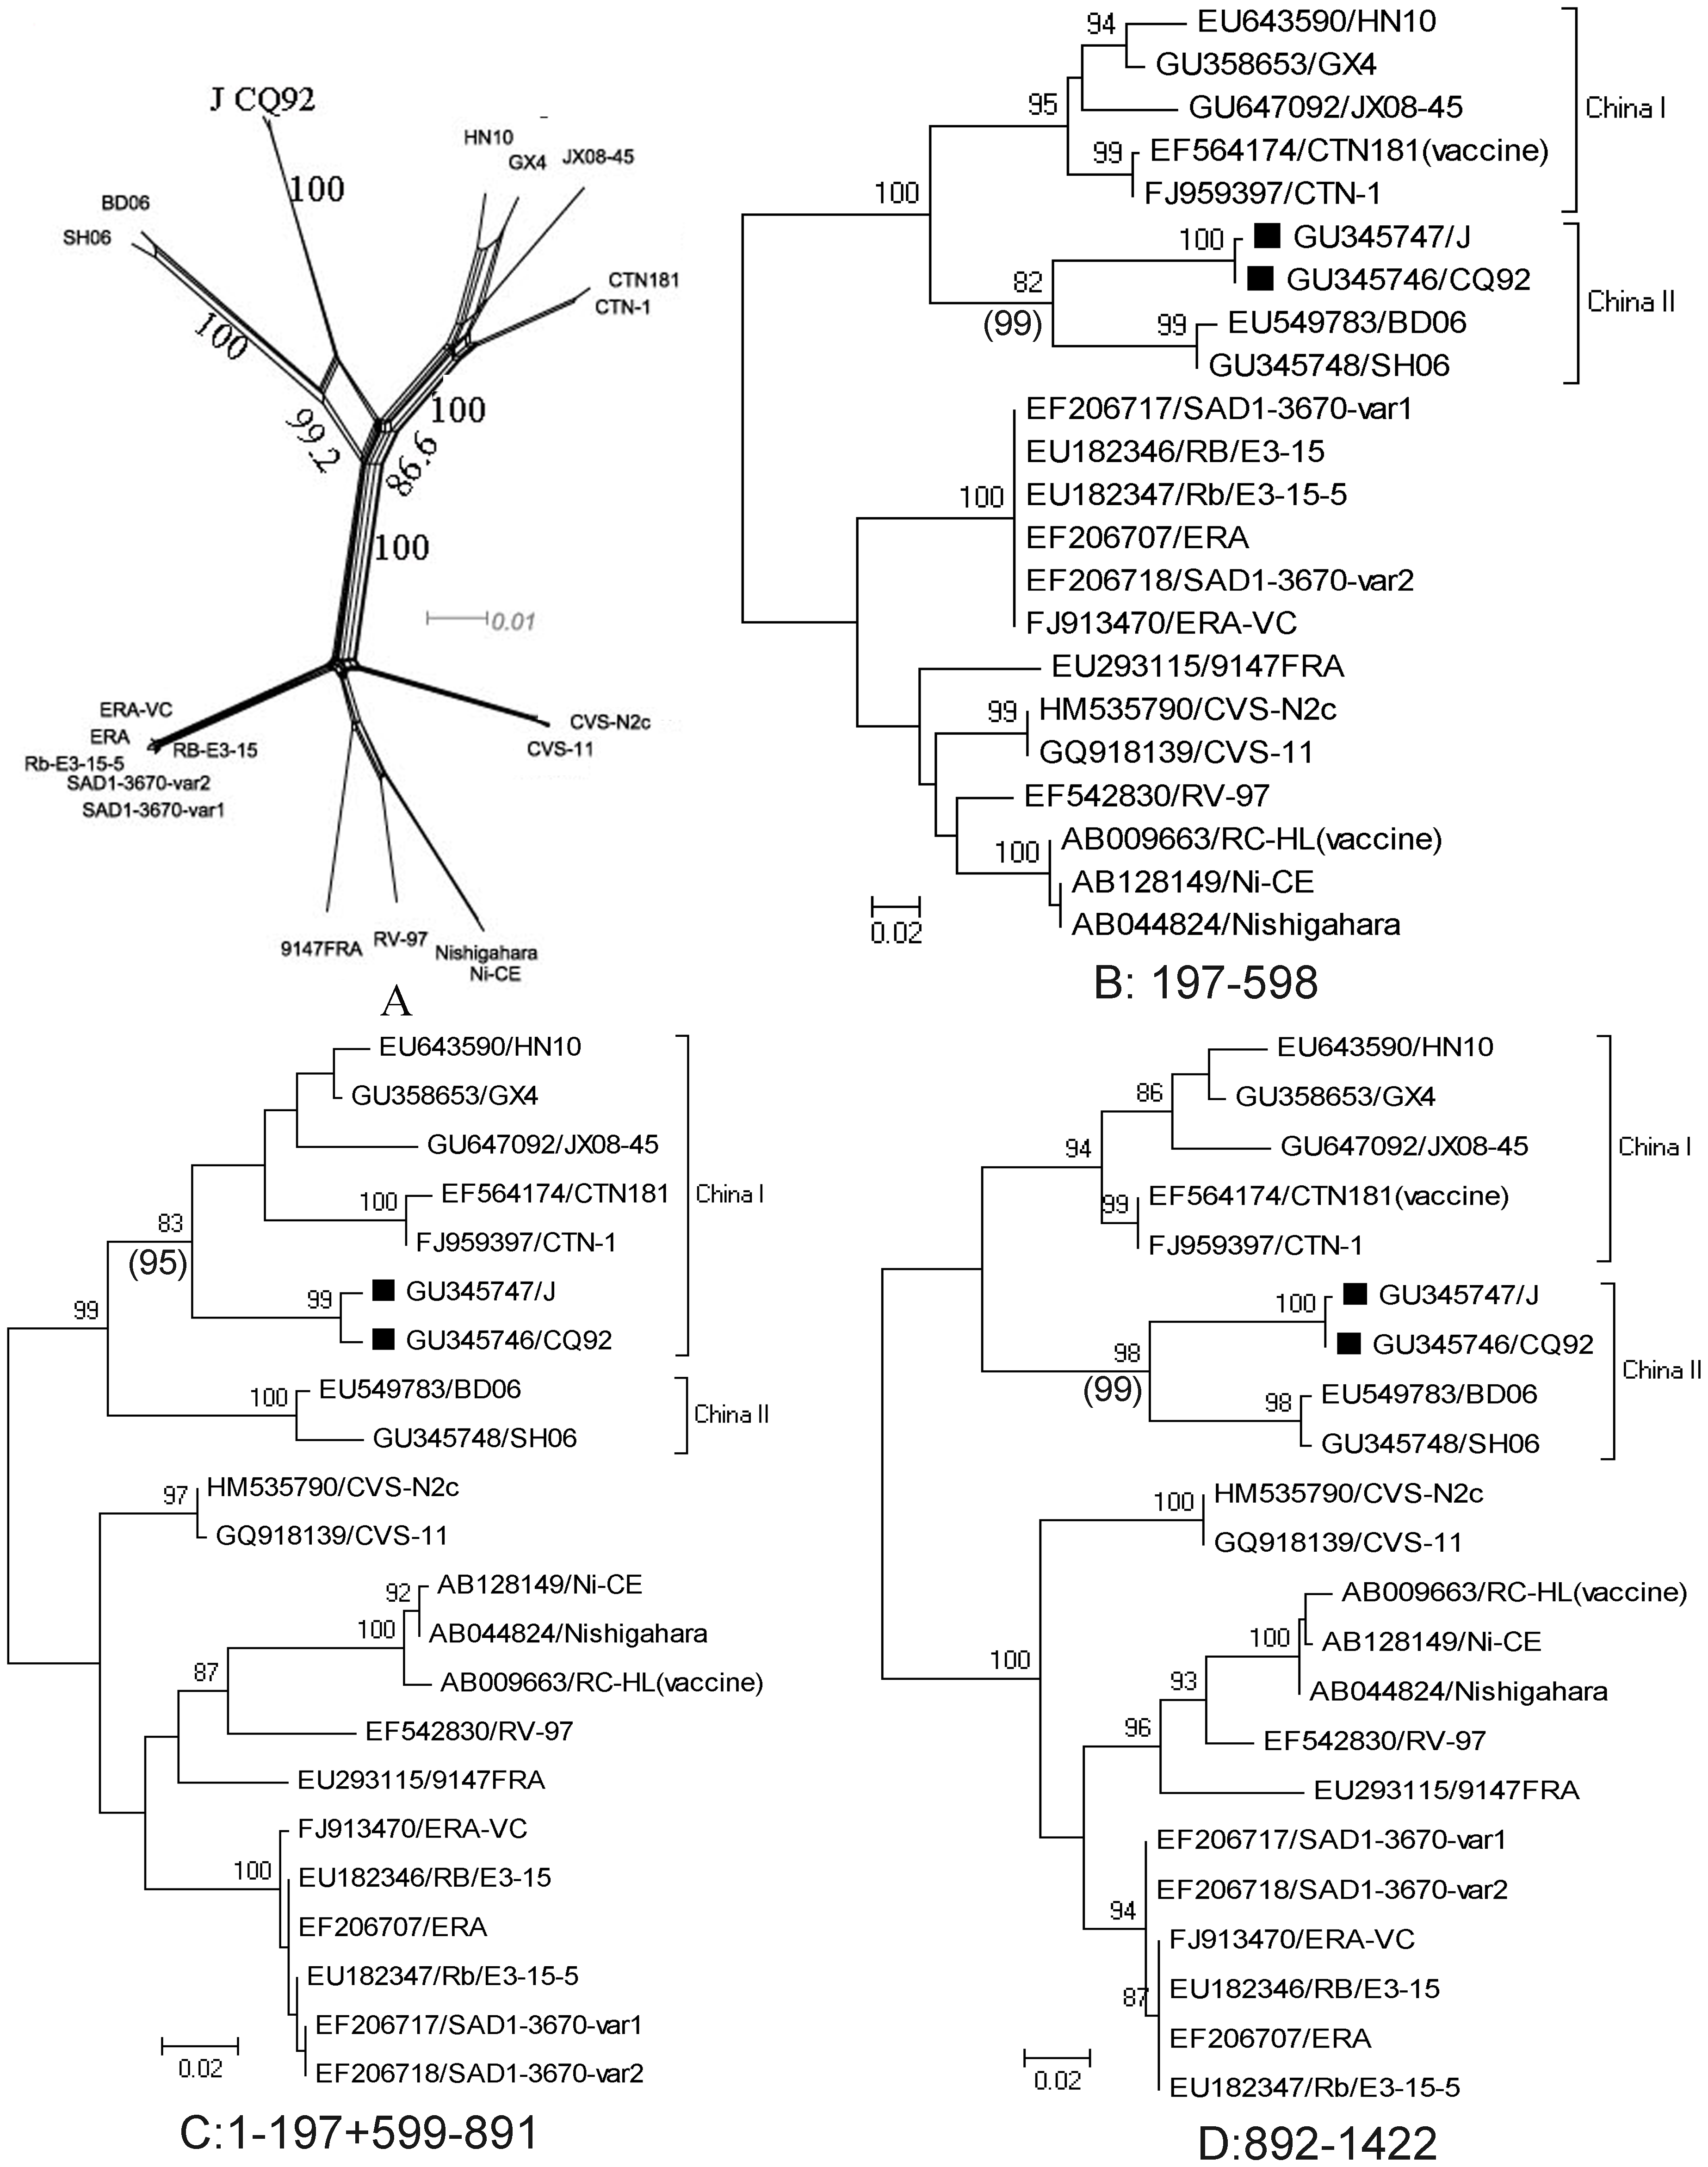 J CQ92
100
HN10
GX4
JX08-45
BD06
SH06
CTN181
CTN-1
100
99.2
100
86.6
100
0.01
ERA-VC
ERA
RB-E3-15
Rb-E3-15-5
SAD1-3670-var2
SAD1-3670-var1
CVS-N2c
CVS-11
9147FRA
RV-97
Nishigahara
Ni-CE
A
94
EU643590/HN10
GU358653/GX4
95
GU647092/JX08-45
China I
99
EF564174/CTN181(vaccine)
FJ959397/CTN-1
100
100
GU345747/J
82
GU345746/CQ92
China II
(99)
99
EU549783/BD06
GU345748/SH06
EF206717/SAD1-3670-var1
EU182346/RB/E3-15
100
EU182347/Rb/E3-15-5
EF206707/ERA
EF206718/SAD1-3670-var2
FJ913470/ERA-VC
EU293115/9147FRA
99
HM535790/CVS-N2c
GQ918139/CVS-11
EF542830/RV-97
100
AB009663/RC-HL(vaccine)
AB128149/Ni-CE
AB044824/Nishigahara
0.02
B: 197-598
EU643590/HN10
GU358653/GX4
GU647092/JX08-45
100
EF564174/CTN181
China I
83
FJ959397/CTN-1
(95)
99
99
GU345747/J
GU345746/CQ92
100
EU549783/BD06
China II
GU345748/SH06
97
HM535790/CVS-N2c
GQ918139/CVS-11
92
AB128149/Ni-CE
100
AB044824/Nishigahara
87
AB009663/RC-HL(vaccine)
EF542830/RV-97
EU293115/9147FRA
FJ913470/ERA-VC
100
EU182346/RB/E3-15
EF206707/ERA
EU182347/Rb/E3-15-5
EF206717/SAD1-3670-var1
EF206718/SAD1-3670-var2
0.02
C:1-197+599-891
EU643590/HN10
86
GU358653/GX4
94
GU647092/JX08-45
China I
99
EF564174/CTN181(vaccine)
FJ959397/CTN-1
100
GU345747/J
98
GU345746/CQ92
China II
(99)
98
EU549783/BD06
GU345748/SH06
100
HM535790/CVS-N2c
GQ918139/CVS-11
AB009663/RC-HL(vaccine)
100
AB128149/Ni-CE
100
93
AB044824/Nishigahara
96
EF542830/RV-97
EU293115/9147FRA
EF206717/SAD1-3670-var1
EF206718/SAD1-3670-var2
94
FJ913470/ERA-VC
87
EU182346/RB/E3-15
EF206707/ERA
EU182347/Rb/E3-15-5
0.02
D:892-1422